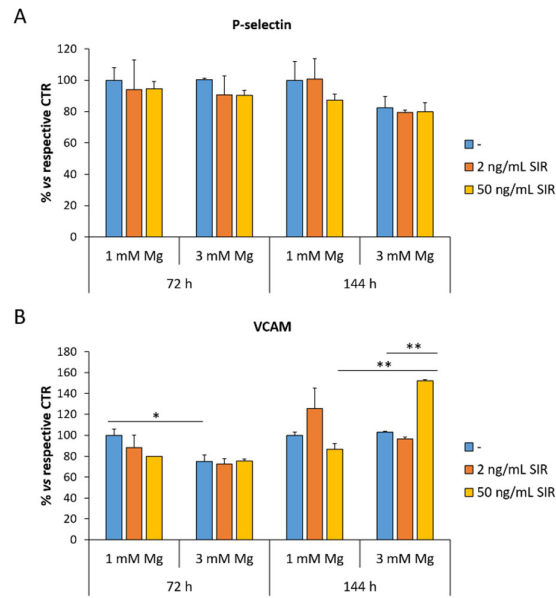 A
P-selectin
120
100
80
60
40
20
0
% vs respective CTR
1 mM Mg 3 mM Mg 1 mM Mg 3 mM Mg
72 h 144 h
-
2 ng/mL SIR
50 ng/mL SIR
B
VCAM
180
160
140
120
100
80
60
40
20
0
% vs respective CTR
*
**
**
1 mM Mg 3 mM Mg 1 mM Mg 3 mM Mg
72 h 144 h
-
2 ng/mL SIR
50 ng/mL SIR